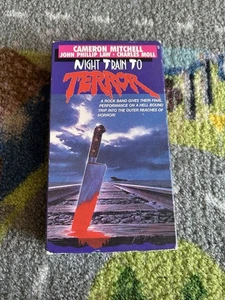 CAMERON MITCHELL
JOHN PHILLIP LAW • CHARLES MOLL
NIGHT TRAIN TO
TERROR
A ROCK BAND GIVES THEIR FINAL
PERFORMANCE ON A HELL BOUND
TRIP INTO THE OUTER REACHES OF
HORROR!